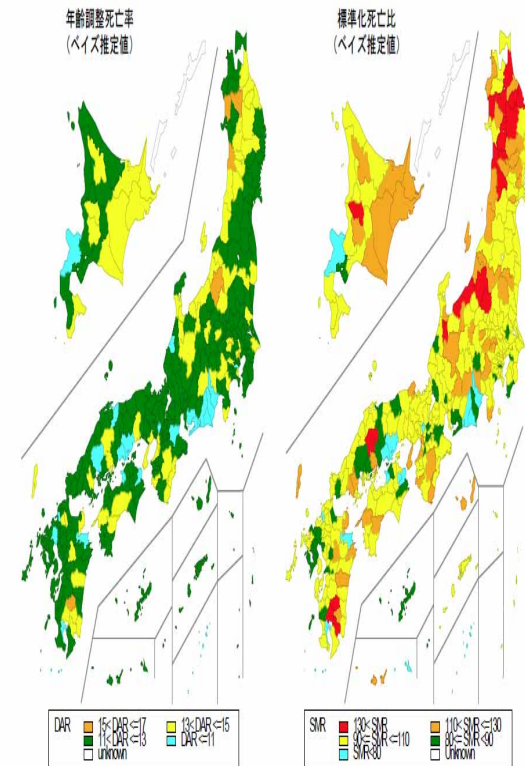 年齢調整死亡率
(ベイズ推定値)
標準化死亡比
(ベイズ推定値)
DAR
15< DAR <=17
13< DAR <=15
11< DAR <=13
DAR <=11
Unknown
SMR
130< SMR
110< SMR <=130
90<= SMR <=110
80<= SMR <90
SMR<80
Unknown